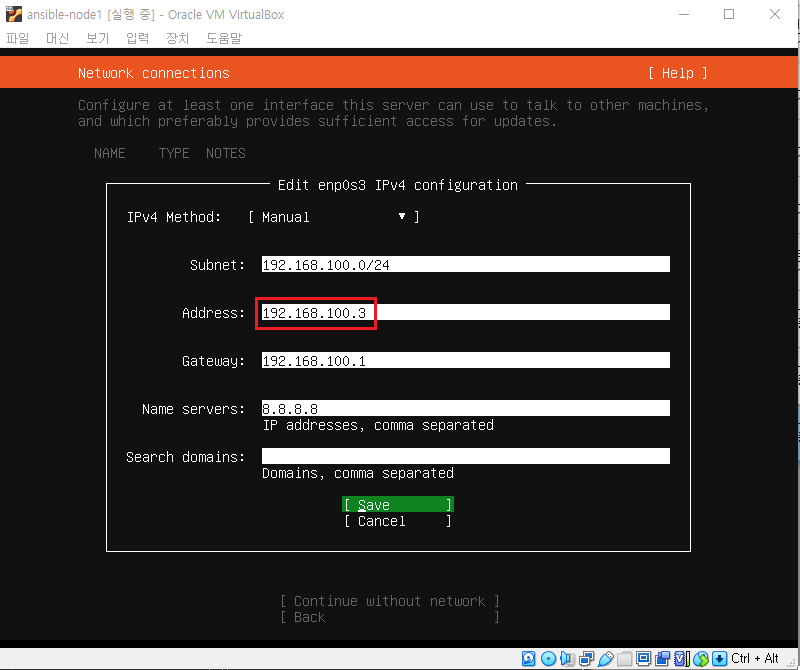 ansible-node1 [실행 중] - Oracle VM VirtualBox
파일 머신 보기 입력 장치 도움말
Network connections [ Help ]
Configure at least one interface this server can use to talk to other machines,
and which preferably provides sufficient access for updates.
NAME TYPE NOTES
Edit enp0s3 IPv4 configuration
IPv4 Method: [ Manual ▼ ]
Subnet: 192.168.100.0/24
Address: 192.168.100.3
Gateway: 192.168.100.1
Name servers: 8.8.8.8
IP addresses, comma separated
Search domains:
Domains, comma separated
[ Save ]
[ Cancel ]
[ Continue without network ]
[ Back ]
Ctrl + Alt